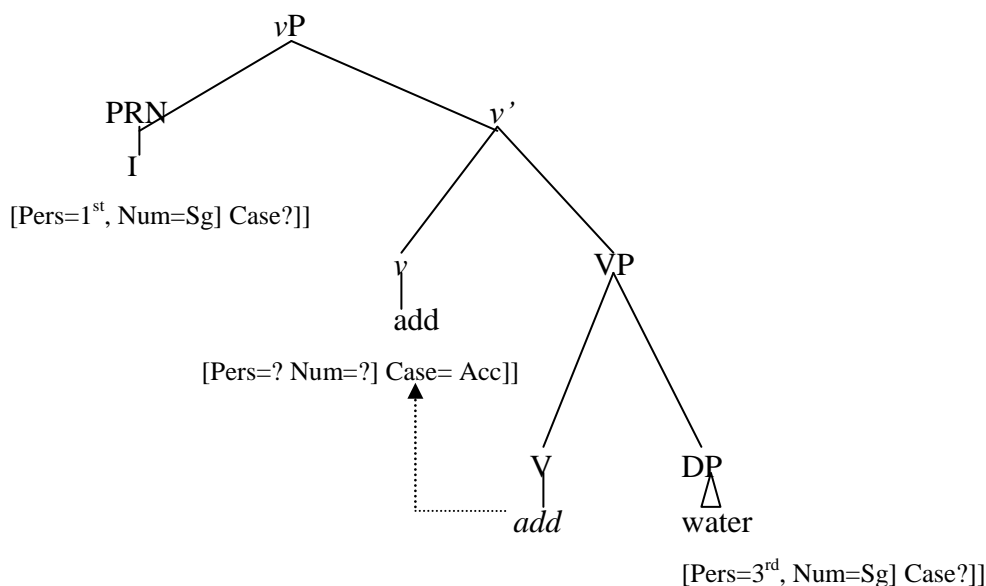 vP
PRN
v’
I
[Pers=1st, Num=Sg] Case?]]
v
VP
add
[Pers=? Num=?] Case= Acc]]
V
DP
add
water
[Pers=3rd, Num=Sg] Case?]]